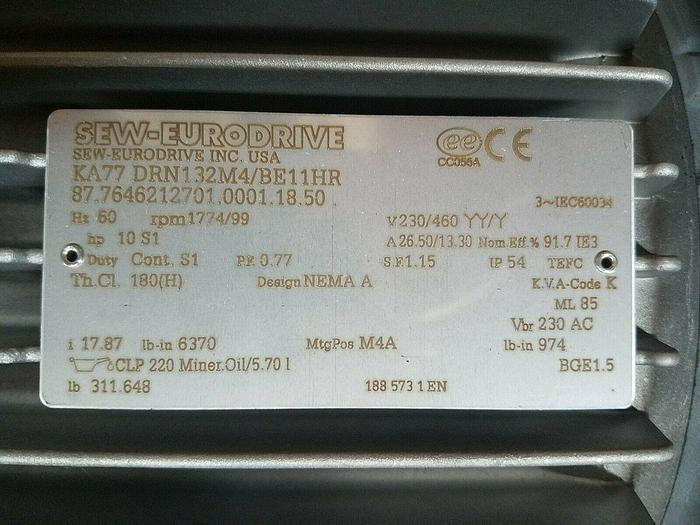 SEW-EURODRIVE
SEW-EURODRIVE INC. USA
ee CE
CC056A
KA77 DRN132M4/BE11HR
87.7646212701.0001.18.50
3~IEC60034
Hz 60 rpm 1774/99 V 230/460 YY/Y
hp 10 S1 A 26.50/13.30 Nom.Eff.% 91.7 IE3
Duty Cont. S1 P.F. 0.77 S.F. 1.15 IP 54 TEFC
Th.Cl. 180(H) Design NEMA A K.V.A-Code K
ML 85
Vbr 230 AC
i 17.87 lb-in 6370 MtgPos M4A lb-in 974
CLP 220 Miner.Oil/5.70 l BGE1.5
lb 311.648 188 573 1 EN